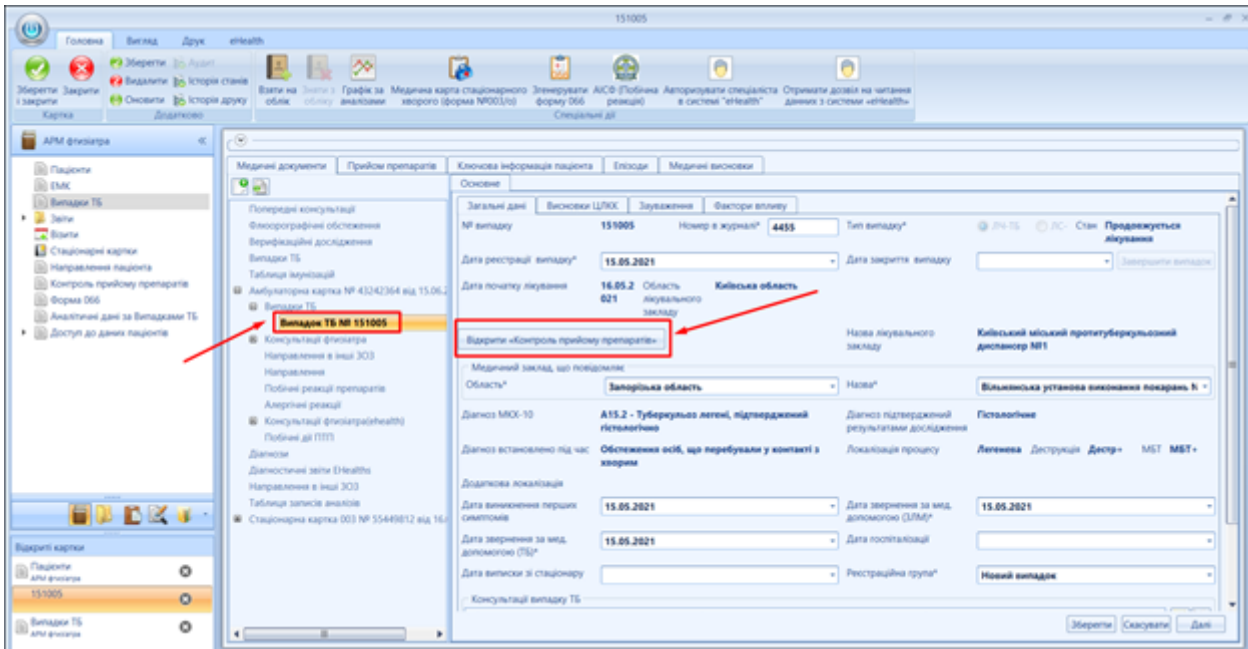 151005
Головна Вигляд Друк eHealth
Зберегти і закрити
Закрити
Зберегти Аудит
Видалити Історія станів
Оновити Історія друку
Взяти на облік
Зняти з обліку
Графік за аналізами
Медична карта стаціонарного хворого (форма №003/о)
Згенерувати форму 066
АІСФ (Побічна реакція)
Авторизувати спеціаліста в системі "eHealth"
Отримати дозвіл на читання данних з системи «eHealth»
Картка Додатково Спеціальні дії
АРМ фтизіатра
Пацієнти
ЕМК
Випадки ТБ
Звіти
Візити
Стаціонарні картки
Направлення пацієнта
Контроль прийому препаратів
Форма 066
Аналітичні дані за Випадками ТБ
Доступ до даних пацієнтів
Відкриті картки
Пацієнти
АРМ фтизіатра
151005
Випадки ТБ
АРМ фтизіатра
Медичні документи Прийом препаратів Ключова інформація пацієнта Епізоди Медичні висновки
Попередні консультації
Флюорографічні обстеження
Верифікаційні дослідження
Випадки ТБ
Таблиця імунізацій
Амбулаторна картка № 43242364 від 15.06.2
Випадки ТБ
Випадок ТБ № 151005
Консультації фтизіатра
Направлення в інші ЗОЗ
Направлення
Побічні реакції препаратів
Алергічні реакції
Консультації фтизіатра(ehealth)
Побічні дії ПТП
Діагнози
Діагностичні звіти EHealths
Направлення в інші ЗОЗ
Таблиця записів аналізів
Стаціонарна картка 003 № 55449812 від 16.
Основне
Загальні дані Висновки ЦЛКК Зауваження Фактори впливу
№ випадку 151005 Номер в журналі* 4455 Тип випадку* ЛЧ-ТБ ЛС- Стан Продовжується лікування
Дата реєстрації випадку* 15.05.2021 Дата закриття випадку Завершити випадок
Дата початку лікування 16.05.2021 Область лікувального закладу Київська область
Відкрити «Контроль прийому препаратів» Назва лікувального закладу Київський міський протитуберкульозний диспансер №1
Медичний заклад, що повідомляє
Область* Запорізька область Назва* Вільнянська установа виконання покарань N
Діагноз МКХ-10 А15.2 - Туберкульоз легені, підтверджений гістологічно Діагноз підтверджений результатами дослідження Гістологічне
Діагноз встановлено під час Обстеження осіб, що перебували у контакті з хворим Локалізація процесу Легенева Деструкція Дестр+ МБТ МБТ+
Додаткова локалізація
Дата виникнення перших симптомів 15.05.2021 Дата звернення за мед. допомогою (ЗЛМ)* 15.05.2021
Дата звернення за мед. допомогою (ТБ)* 15.05.2021 Дата госпіталізації
Дата виписки зі стаціонару Реєстраційна група* Новий випадок
Консультації випадку ТБ
Зберегти Скасувати Далі